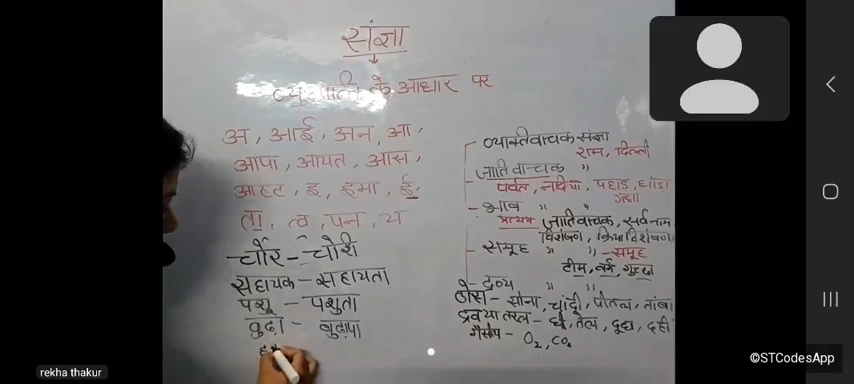 संज्ञा
व्युत्पत्ति के आधार पर
अ, आई, अन, आ,
आपा, आयत, आस,
आहट, इ, इमा, ई,
ता, त्व, पन, य
चोर - चोरी
सहायक - सहायता
पशु - पशुता
बुढ़ा - बुढ़ापा
व्यक्तिवाचक संज्ञा
राम, दिल्ली
जातिवाचक "
पर्वत, नदियाँ, पहाड, घोडा
भाव " "
प्रत्यय जातिवाचक, सर्वनाम
विशेषण, क्रियाविशेषण
समूह " " - समूह
टीम, वर्ग, गुच्छा
द्रव्य " "
ठोस - सोना, चांदी, पीतल, तांबा
द्रव या तरल - घी, तेल, दूध, दही
गैसीय - O₂, CO₂
rekha thakur
©STCodesApp